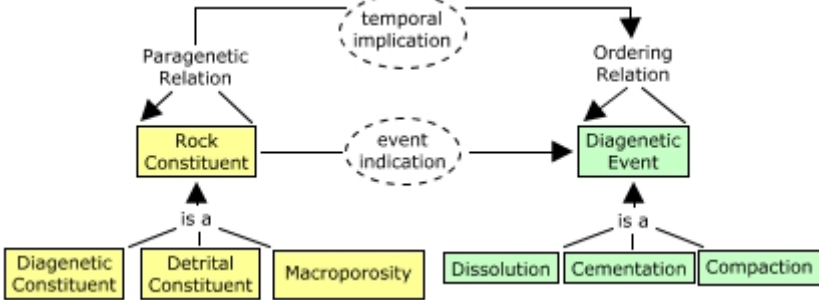 temporal
implication
Paragenetic
Relation
Ordering
Relation
Rock
Constituent
event
indication
Diagenetic
Event
is a
is a
Diagenetic
Constituent
Detrital
Constituent
Macroporosity
Dissolution
Cementation
Compaction